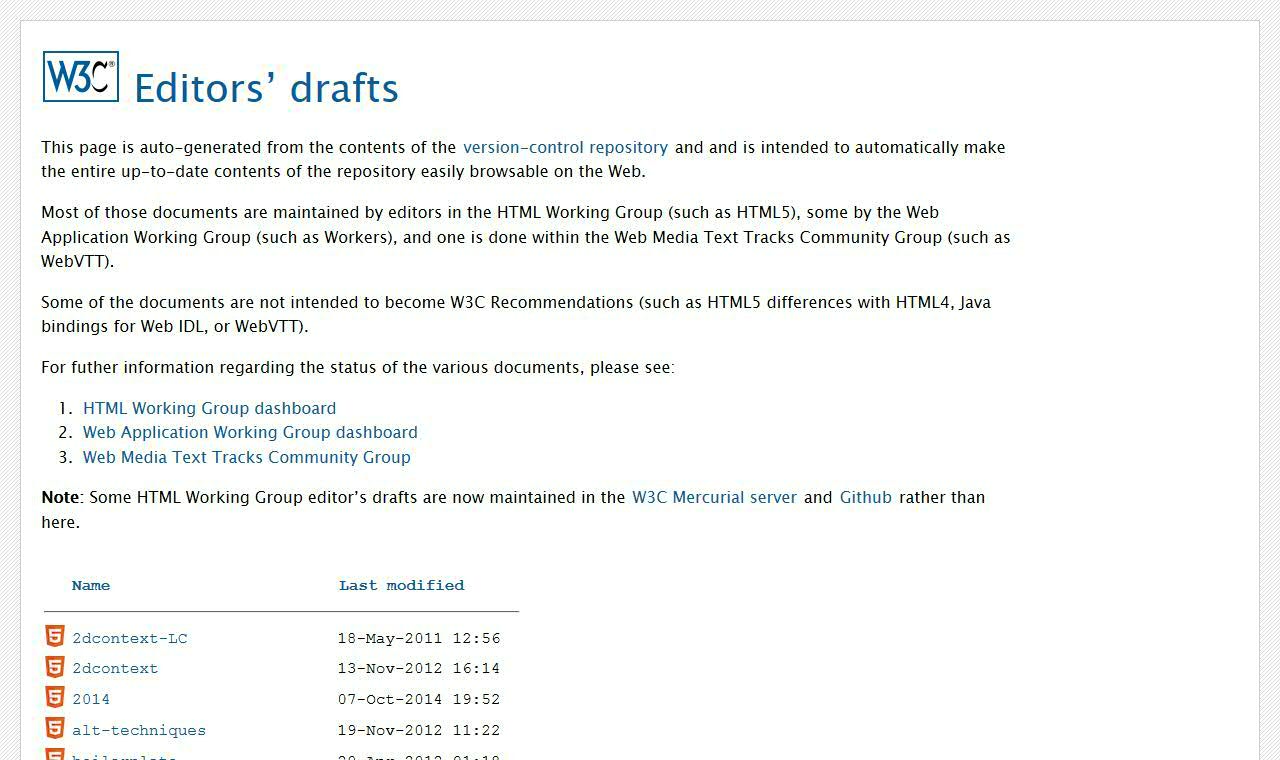 W3C®
Editors’ drafts
This page is auto-generated from the contents of the version-control repository and and is intended to automatically make
the entire up-to-date contents of the repository easily browsable on the Web.
Most of those documents are maintained by editors in the HTML Working Group (such as HTML5), some by the Web
Application Working Group (such as Workers), and one is done within the Web Media Text Tracks Community Group (such as
WebVTT).
Some of the documents are not intended to become W3C Recommendations (such as HTML5 differences with HTML4, Java
bindings for Web IDL, or WebVTT).
For futher information regarding the status of the various documents, please see:
1. HTML Working Group dashboard
2. Web Application Working Group dashboard
3. Web Media Text Tracks Community Group
Note: Some HTML Working Group editor’s drafts are now maintained in the W3C Mercurial server and Github rather than
here.
Name Last modified
5 2dcontext-LC 18-May-2011 12:56
5 2dcontext 13-Nov-2012 16:14
5 2014 07-Oct-2014 19:52
5 alt-techniques 19-Nov-2012 11:22